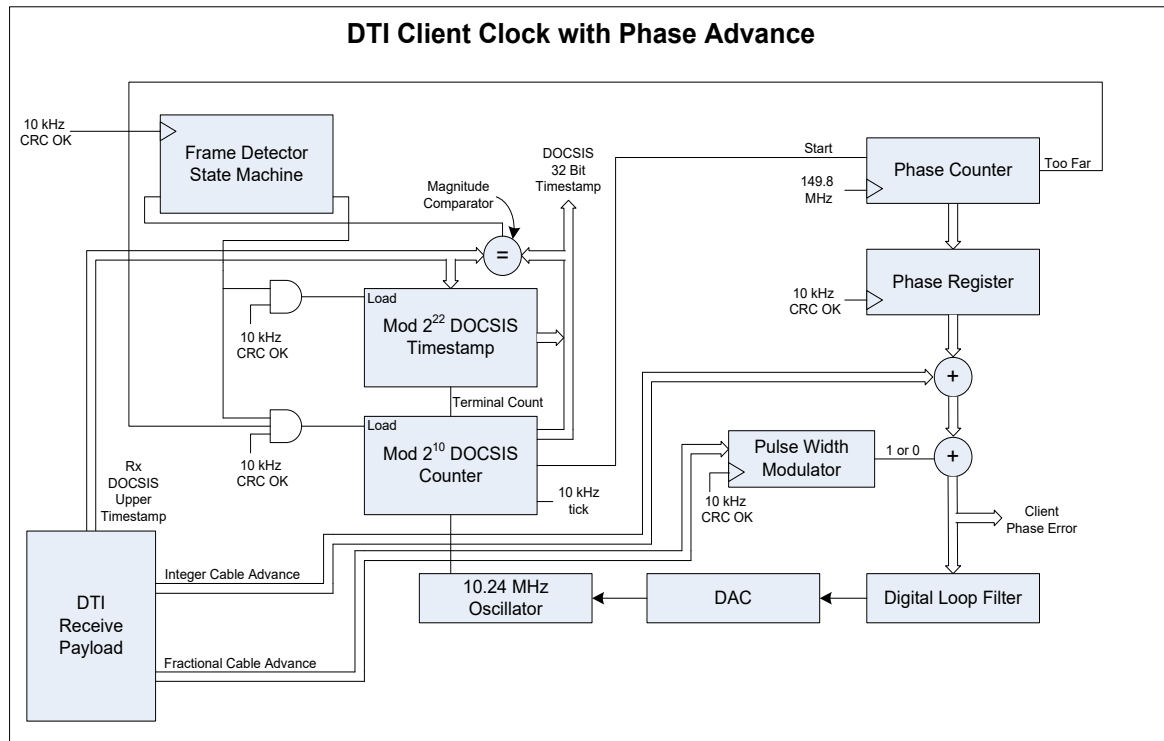 DTI Client Clock with Phase Advance
10 kHz
CRC OK
Frame Detector
State Machine
Magnitude
Comparator
DOCSIS
32 Bit
Timestamp
=
Start
Phase Counter
Too Far
149.8
MHz
Phase Register
10 kHz
CRC OK
Load
Mod 2²² DOCSIS
Timestamp
10 kHz
CRC OK
+
Terminal Count
Load
Mod 2¹⁰ DOCSIS
Counter
10 kHz
CRC OK
10 kHz
tick
Pulse Width
Modulator
1 or 0
+
10 kHz
CRC OK
Client
Phase Error
Rx
DOCSIS
Upper
Timestamp
DTI
Receive
Payload
Integer Cable Advance
Fractional Cable Advance
10.24 MHz
Oscillator
DAC
Digital Loop Filter